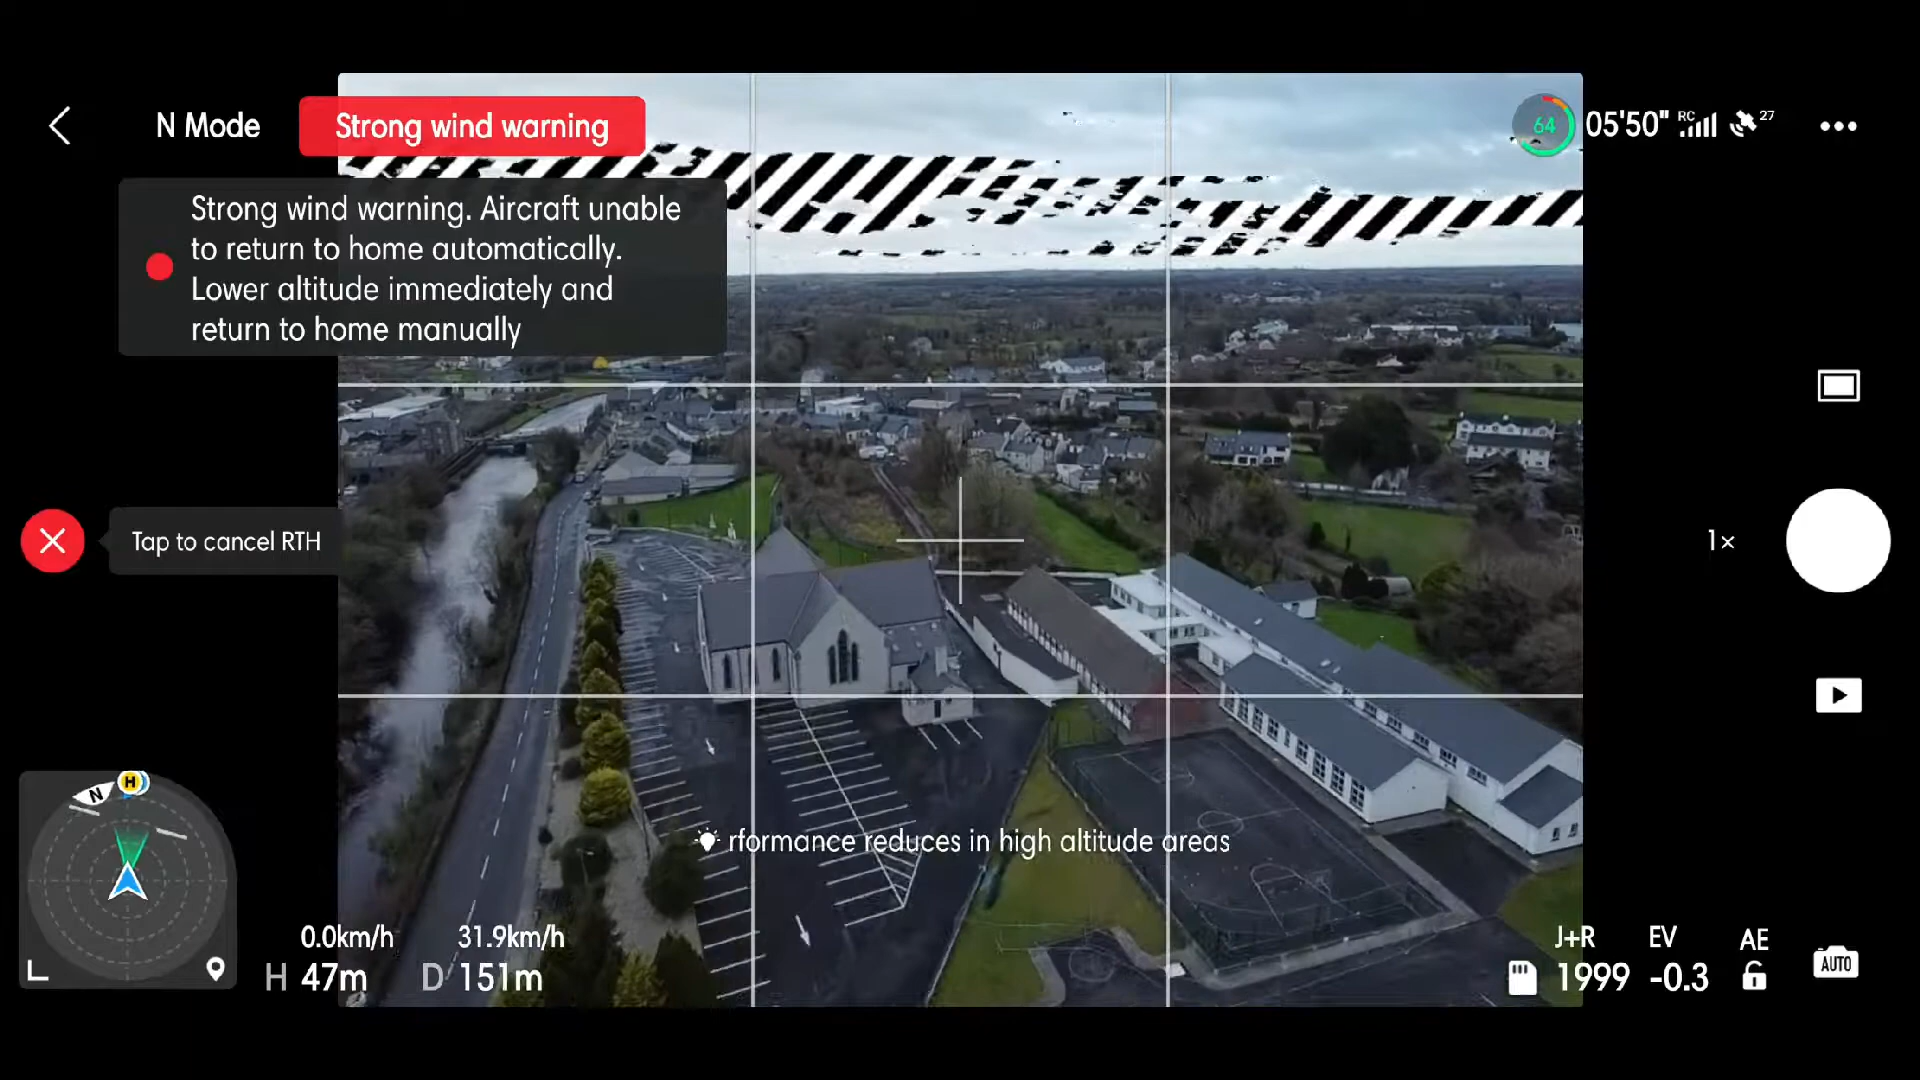 N Mode
Strong wind warning
64
05'50"
RC
27
Strong wind warning. Aircraft unable
to return to home automatically.
Lower altitude immediately and
return to home manually
Tap to cancel RTH
1×
N
H
rformance reduces in high altitude areas
0.0km/h
31.9km/h
H 47m
D 151m
J+R
1999
EV
-0.3
AE
AUTO